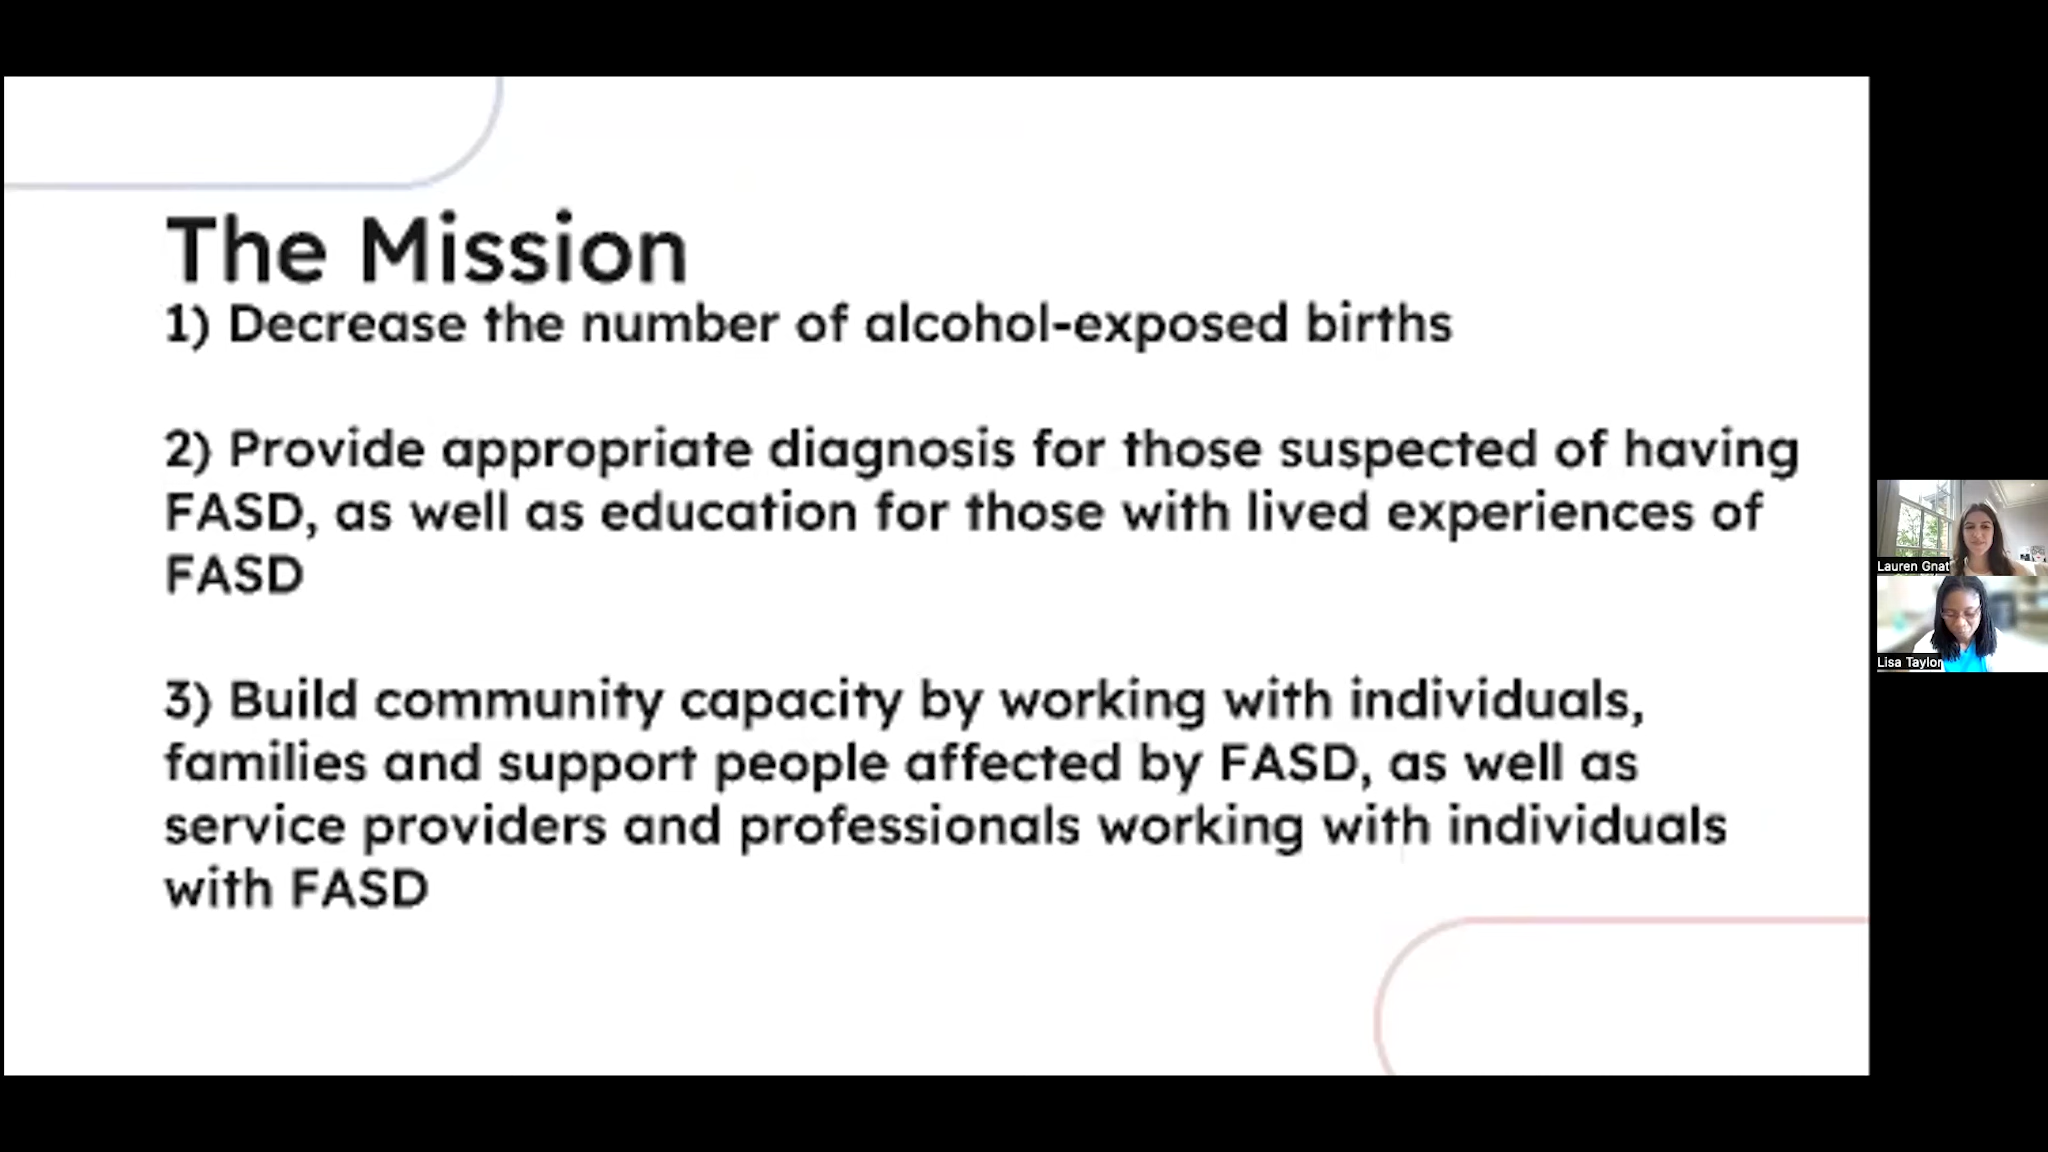 The Mission
1) Decrease the number of alcohol-exposed births
2) Provide appropriate diagnosis for those suspected of having
FASD, as well as education for those with lived experiences of
FASD
3) Build community capacity by working with individuals,
families and support people affected by FASD, as well as
service providers and professionals working with individuals
with FASD
Lauren Gnat
Lisa Taylor